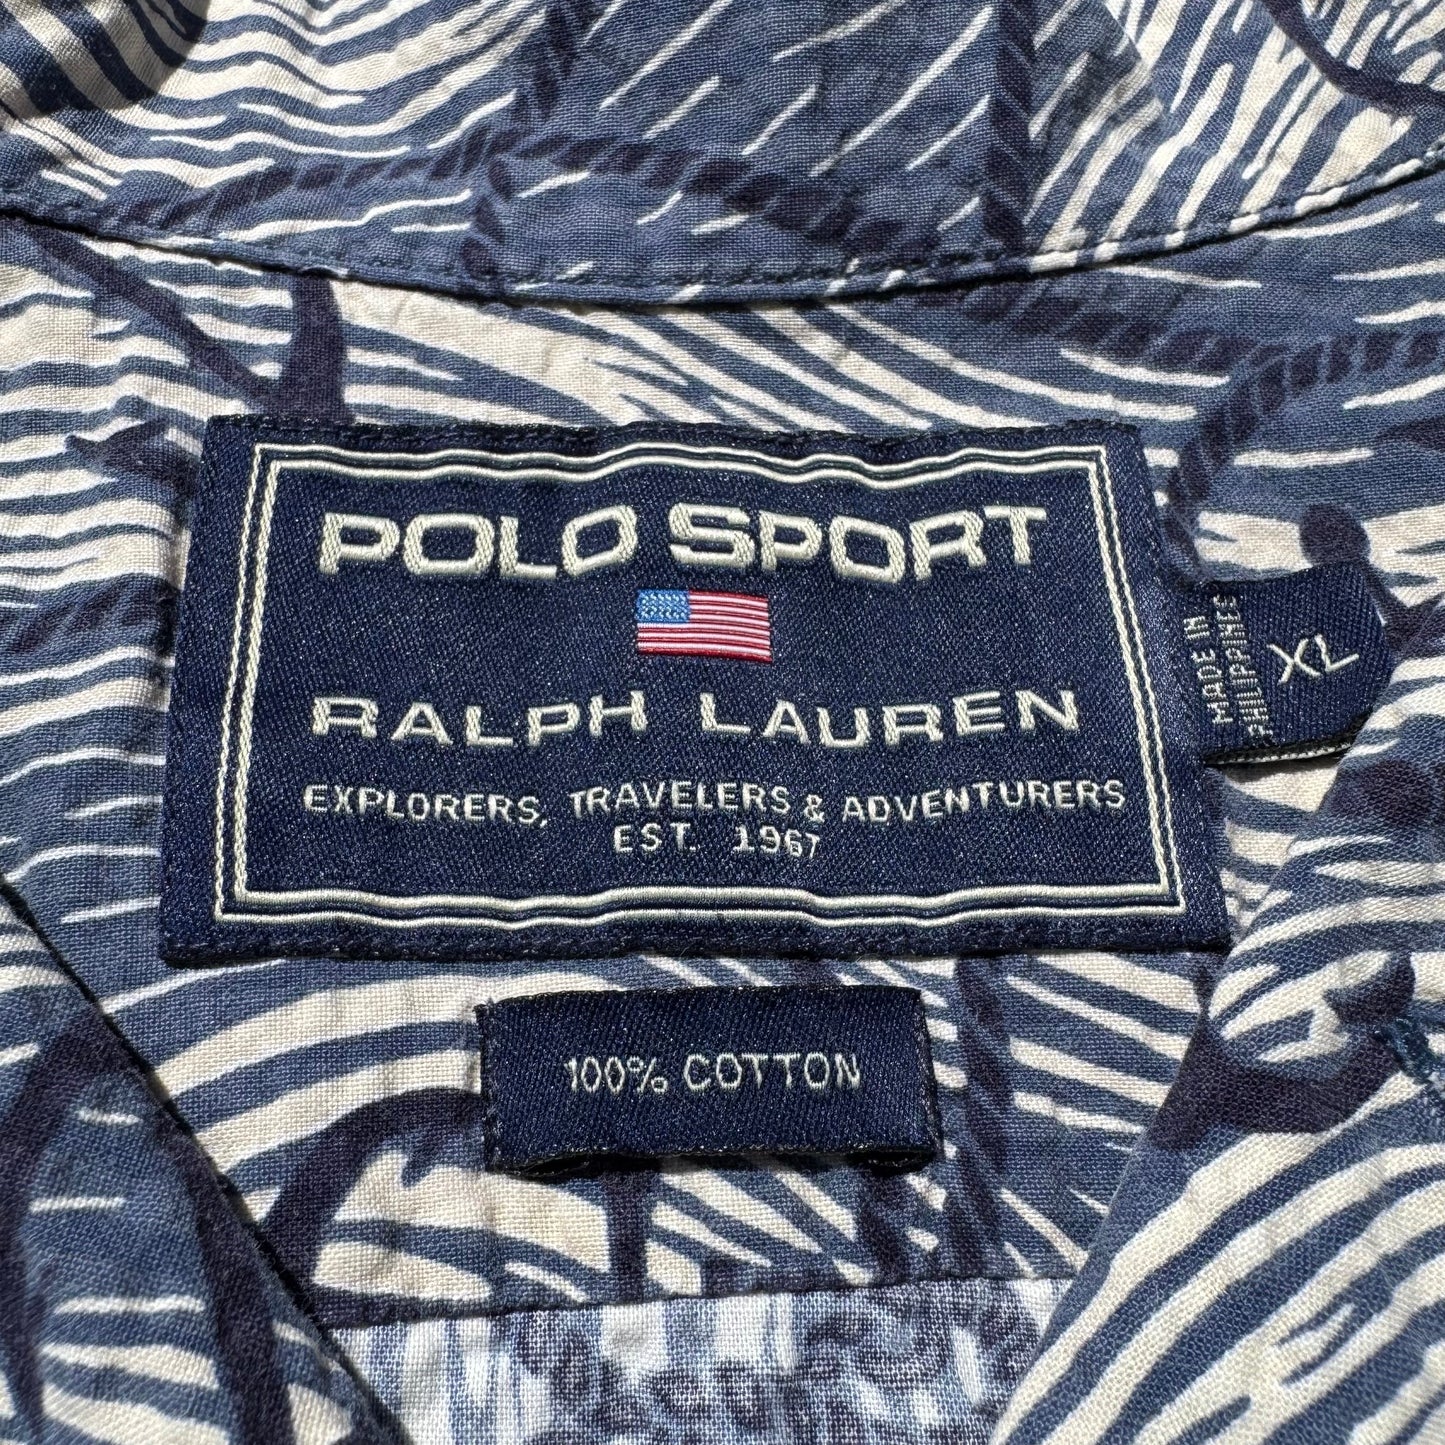 POLO SPORT
RALPH LAUREN
EXPLORERS, TRAVELERS & ADVENTURERS
EST. 1967
MADE IN
PHILIPPINES
XL
100% COTTON